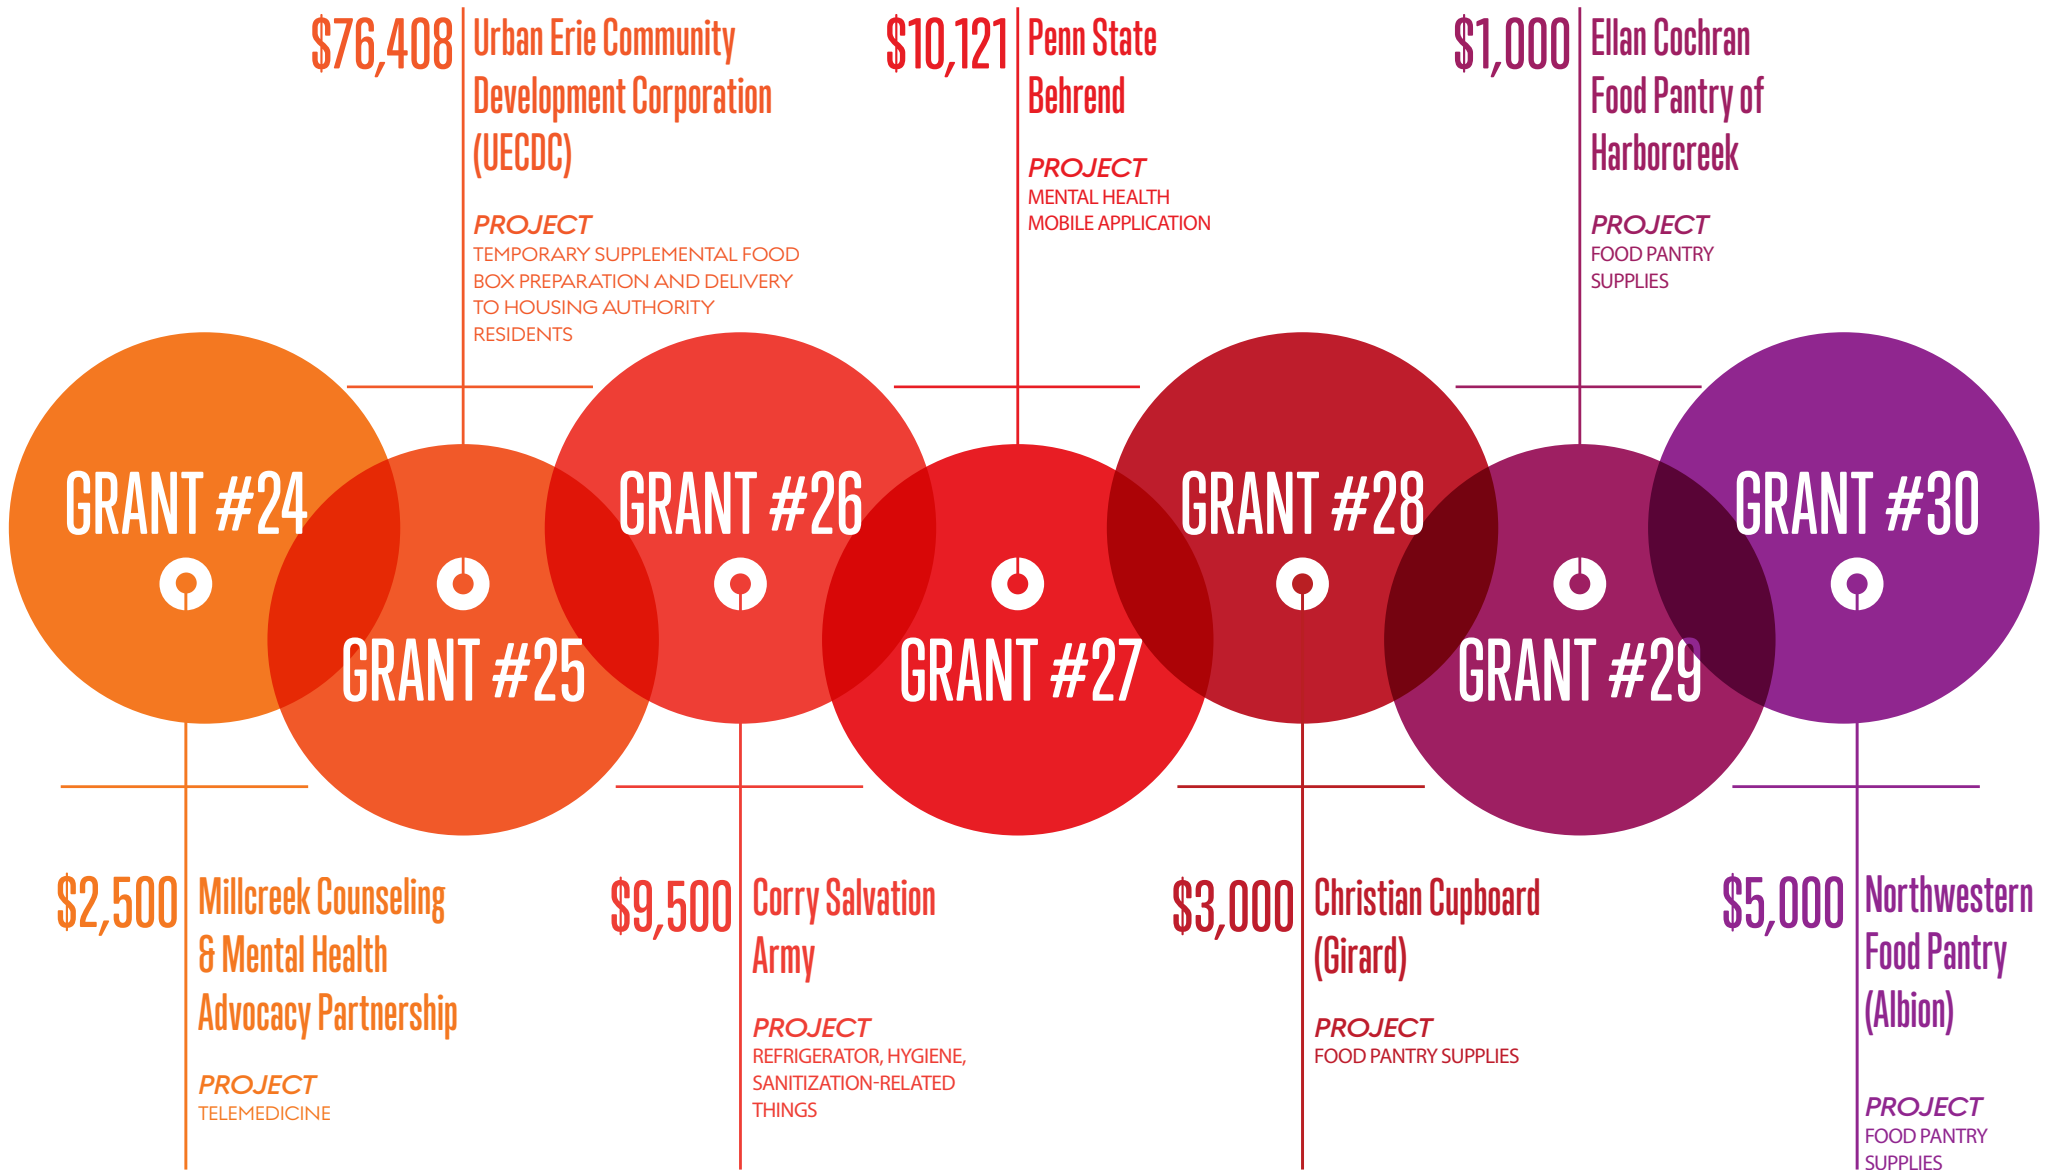 $76,408
Urban Erie Community
Development Corporation
(UECDC)
PROJECT
TEMPORARY SUPPLEMENTAL FOOD
BOX PREPARATION AND DELIVERY
TO HOUSING AUTHORITY
RESIDENTS
$10,121
Penn State
Behrend
PROJECT
MENTAL HEALTH
MOBILE APPLICATION
$1,000
Ellan Cochran
Food Pantry of
Harborcreek
PROJECT
FOOD PANTRY
SUPPLIES
GRANT #24
GRANT #25
GRANT #26
GRANT #27
GRANT #28
GRANT #29
GRANT #30
$2,500
Millcreek Counseling
& Mental Health
Advocacy Partnership
PROJECT
TELEMEDICINE
$9,500
Corry Salvation
Army
PROJECT
REFRIGERATOR, HYGIENE,
SANITIZATION-RELATED
THINGS
$3,000
Christian Cupboard
(Girard)
PROJECT
FOOD PANTRY SUPPLIES
$5,000
Northwestern
Food Pantry
(Albion)
PROJECT
FOOD PANTRY
SUPPLIES